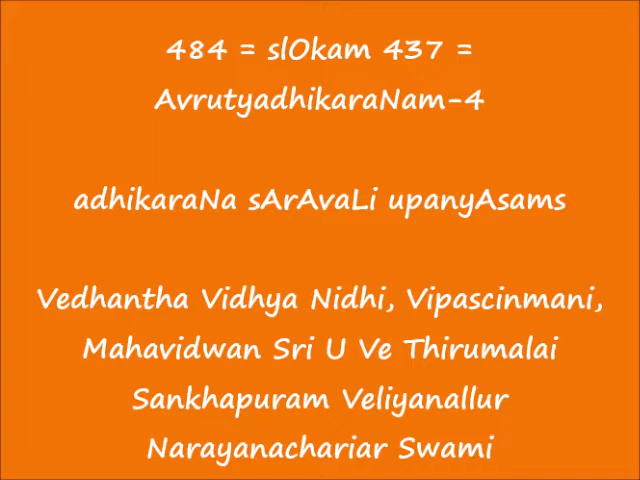 484 = slOkam 437 =
AvrutyadhikaraNam-4
adhikaraNa sArAvaLi upanyAsams
Vedhantha Vidhya Nidhi, Vipascinmani,
Mahavidwan Sri U Ve Thirumalai
Sankhapuram Veliyanallur
Narayanachariar Swami